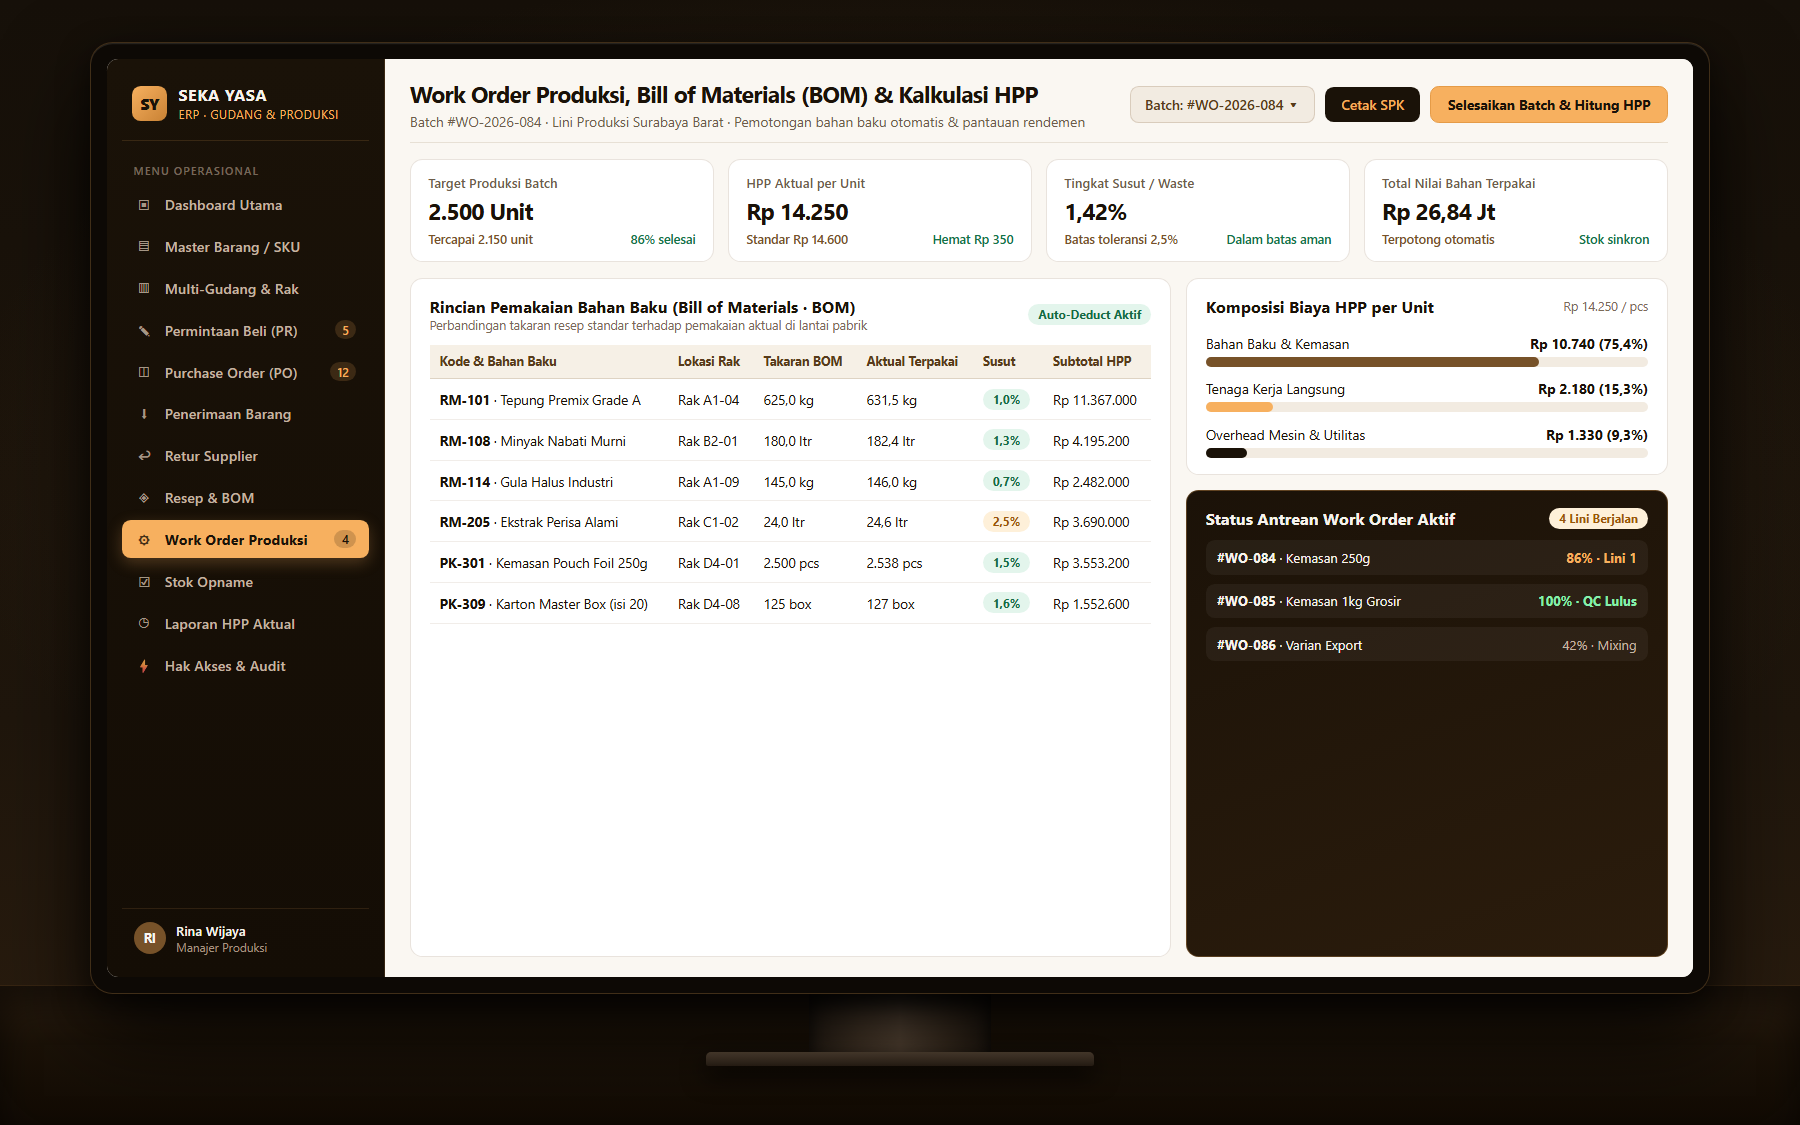 SY
SEKA YASA
ERP · GUDANG & PRODUKSI
MENU OPERASIONAL
Dashboard Utama
Master Barang / SKU
Multi-Gudang & Rak
Permintaan Beli (PR) 5
Purchase Order (PO) 12
Penerimaan Barang
Retur Supplier
Resep & BOM
Work Order Produksi 4
Stok Opname
Laporan HPP Aktual
Hak Akses & Audit
RI
Rina Wijaya
Manajer Produksi
Work Order Produksi, Bill of Materials (BOM) & Kalkulasi HPP
Batch #WO-2026-084 · Lini Produksi Surabaya Barat · Pemotongan bahan baku otomatis & pantauan rendemen
Batch: #WO-2026-084 ▾
Cetak SPK
Selesaikan Batch & Hitung HPP
Target Produksi Batch
2.500 Unit
Tercapai 2.150 unit 86% selesai
HPP Aktual per Unit
Rp 14.250
Standar Rp 14.600 Hemat Rp 350
Tingkat Susut / Waste
1,42%
Batas toleransi 2,5% Dalam batas aman
Total Nilai Bahan Terpakai
Rp 26,84 Jt
Terpotong otomatis Stok sinkron
Rincian Pemakaian Bahan Baku (Bill of Materials · BOM)
Perbandingan takaran resep standar terhadap pemakaian aktual di lantai pabrik
Auto-Deduct Aktif
Kode & Bahan Baku Lokasi Rak Takaran BOM Aktual Terpakai Susut Subtotal HPP
RM-101 · Tepung Premix Grade A Rak A1-04 625,0 kg 631,5 kg 1,0% Rp 11.367.000
RM-108 · Minyak Nabati Murni Rak B2-01 180,0 ltr 182,4 ltr 1,3% Rp 4.195.200
RM-114 · Gula Halus Industri Rak A1-09 145,0 kg 146,0 kg 0,7% Rp 2.482.000
RM-205 · Ekstrak Perisa Alami Rak C1-02 24,0 ltr 24,6 ltr 2,5% Rp 3.690.000
PK-301 · Kemasan Pouch Foil 250g Rak D4-01 2.500 pcs 2.538 pcs 1,5% Rp 3.553.200
PK-309 · Karton Master Box (isi 20) Rak D4-08 125 box 127 box 1,6% Rp 1.552.600
Komposisi Biaya HPP per Unit Rp 14.250 / pcs
Bahan Baku & Kemasan Rp 10.740 (75,4%)
Tenaga Kerja Langsung Rp 2.180 (15,3%)
Overhead Mesin & Utilitas Rp 1.330 (9,3%)
Status Antrean Work Order Aktif 4 Lini Berjalan
#WO-084 · Kemasan 250g 86% · Lini 1
#WO-085 · Kemasan 1kg Grosir 100% · QC Lulus
#WO-086 · Varian Export 42% · Mixing